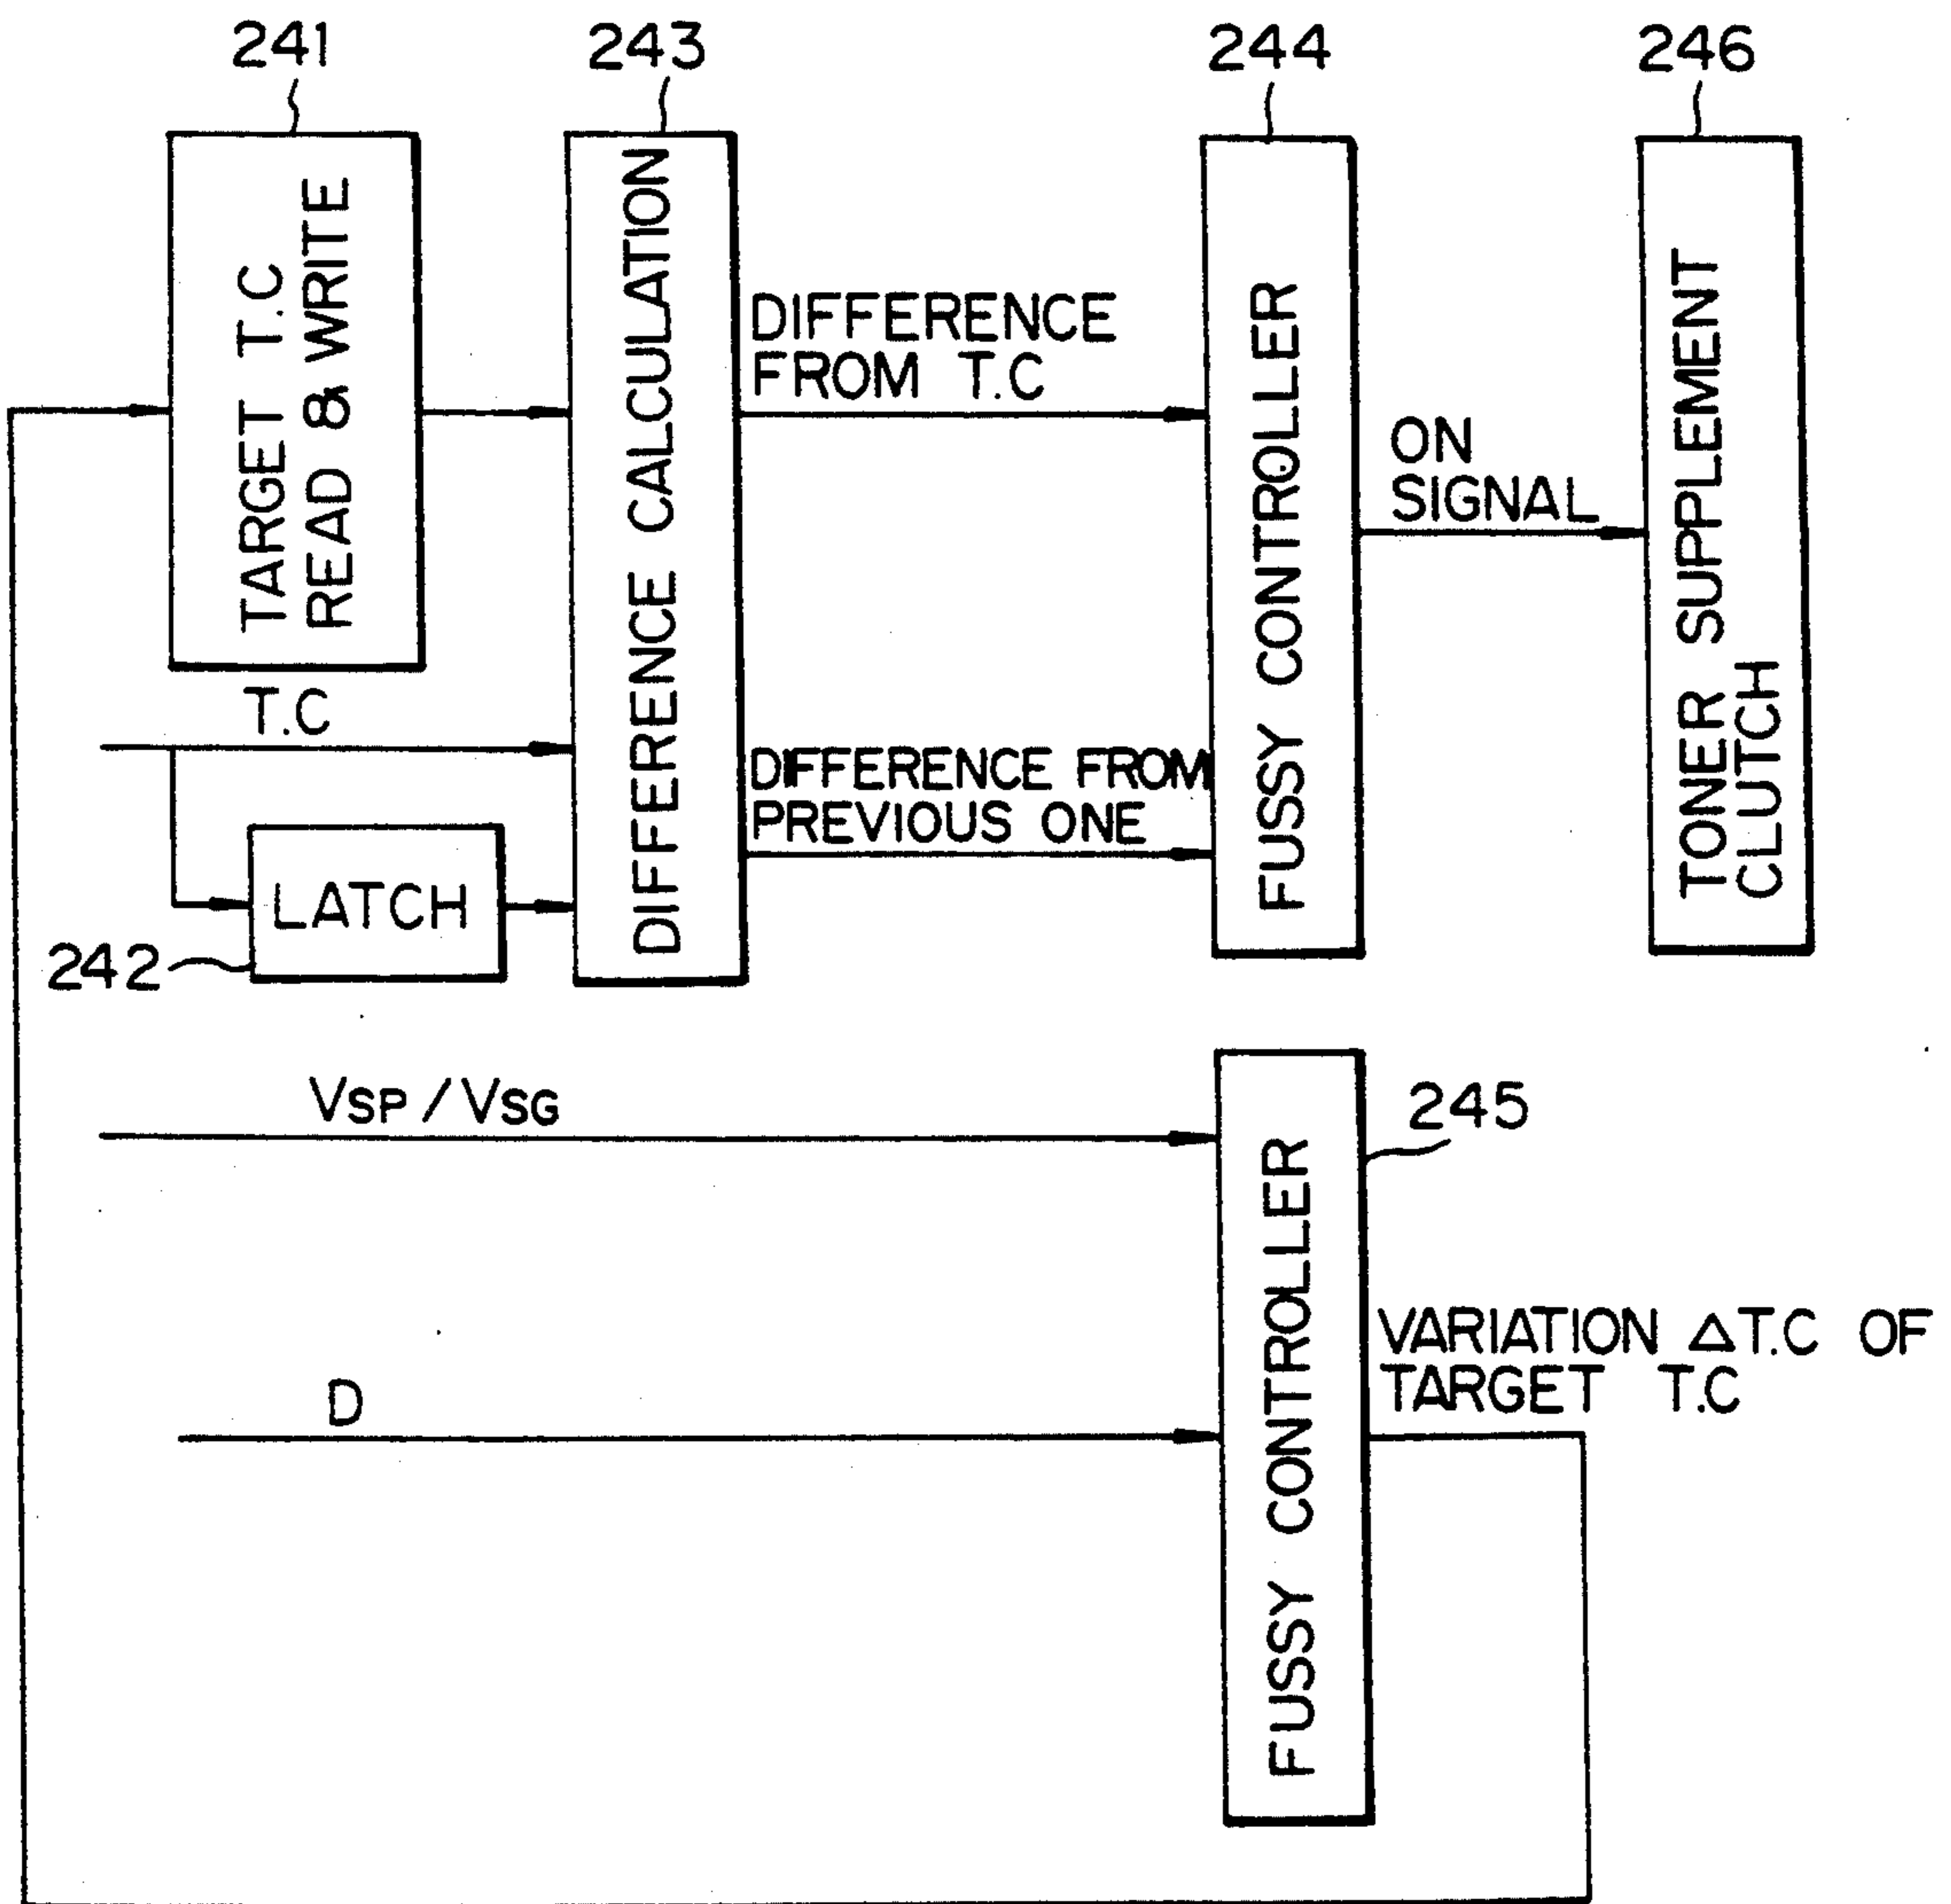 241
243
244
246
TARGET T.C
READ & WRITE
DIFFERENCE CALCULATION
DIFFERENCE
FROM T.C
FUSSY CONTROLLER
ON
SIGNAL
TONER SUPPLEMENT
CLUTCH
T.C
DIFFERENCE FROM
PREVIOUS ONE
LATCH
242
VSP / VSG
245
FUSSY CONTROLLER
VARIATION ΔT.C OF
TARGET T.C
D